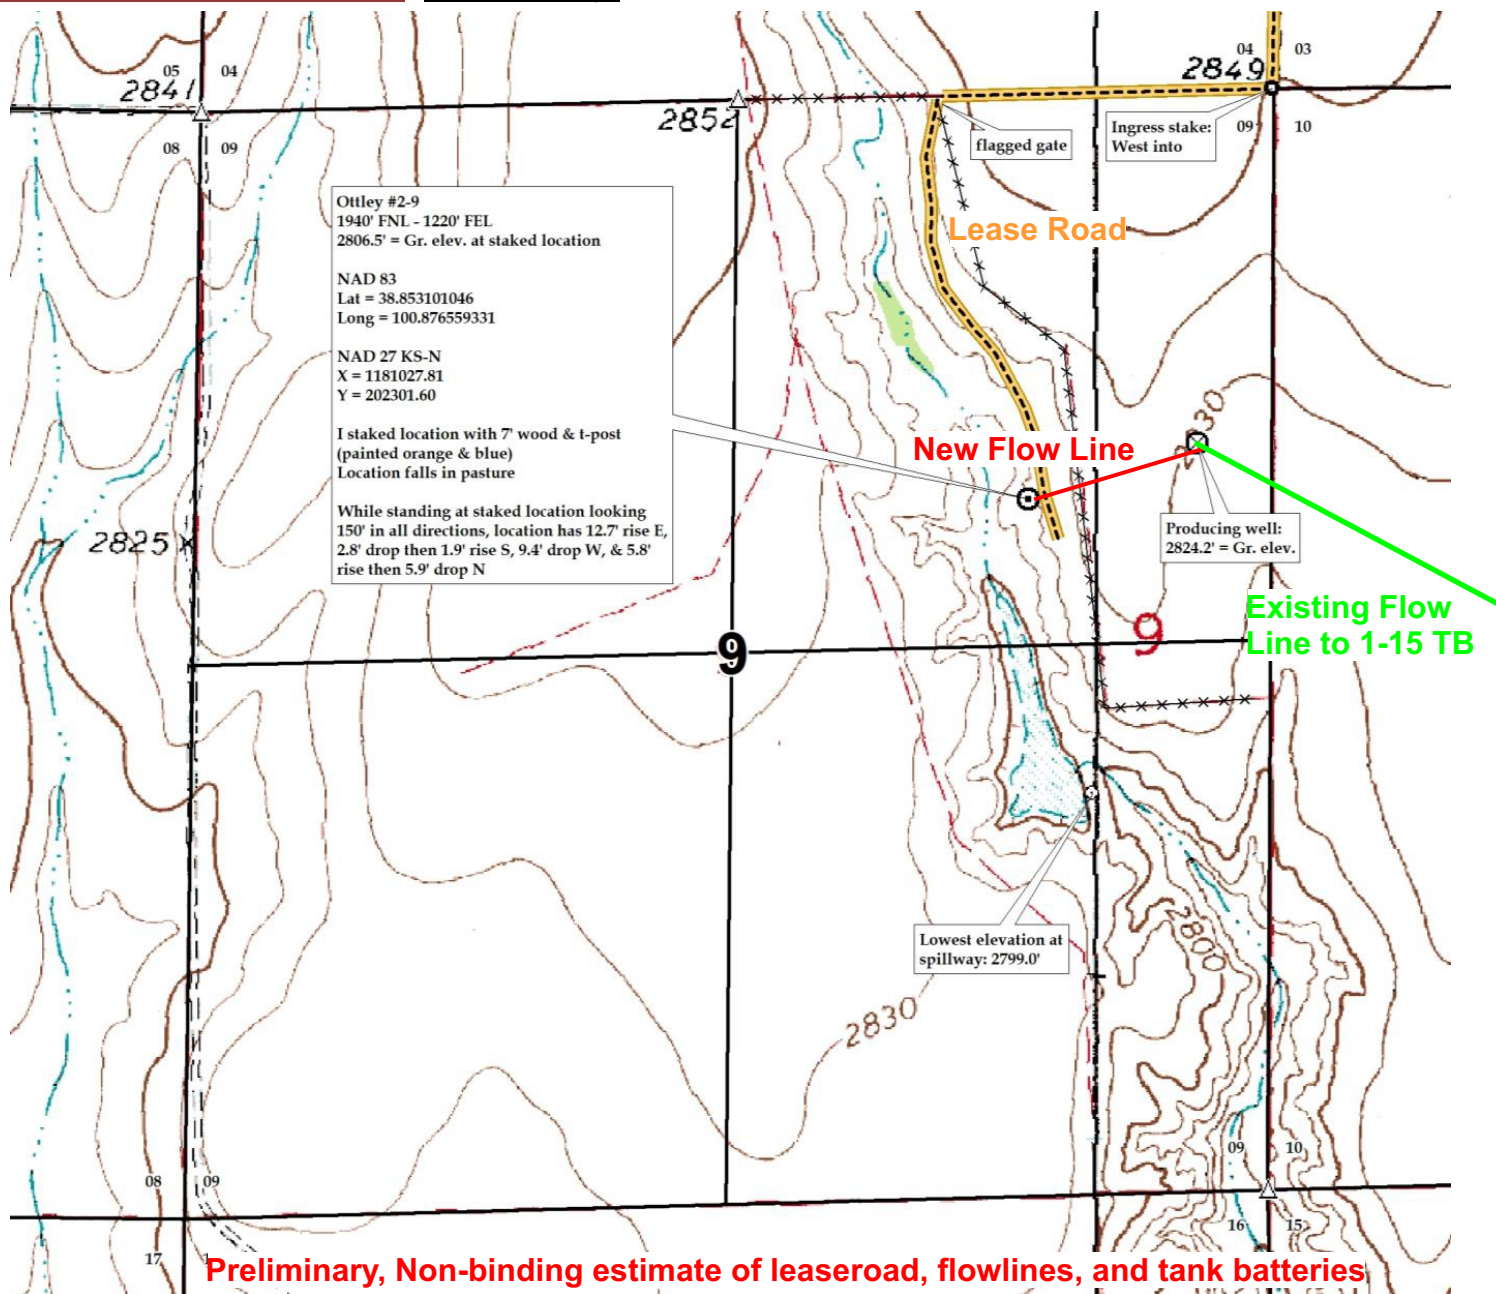 04
03
05
04
2841
2849
2852
08
09
09
10
Ingress stake:
West into
flagged gate
Ottley #2-9
1940' FNL - 1220' FEL
2806.5' = Gr. elev. at staked location
NAD 83
Lat = 38.853101046
Long = 100.876559331
NAD 27 KS-N
X = 1181027.81
Y = 202301.60
I staked location with 7' wood & t-post
(painted orange & blue)
Location falls in pasture
While standing at staked location looking
150' in all directions, location has 12.7' rise E,
2.8' drop then 1.9' rise S, 9.4' drop W, & 5.8'
rise then 5.9' drop N
Lease Road
2830
New Flow Line
Producing well:
2824.2' = Gr. elev.
2825
Existing Flow
Line to 1-15 TB
9
9
Lowest elevation at
spillway: 2799.0'
2800
2830
09
10
08
09
16
15
17
Preliminary, Non-binding estimate of leaseroad, flowlines, and tank batteries